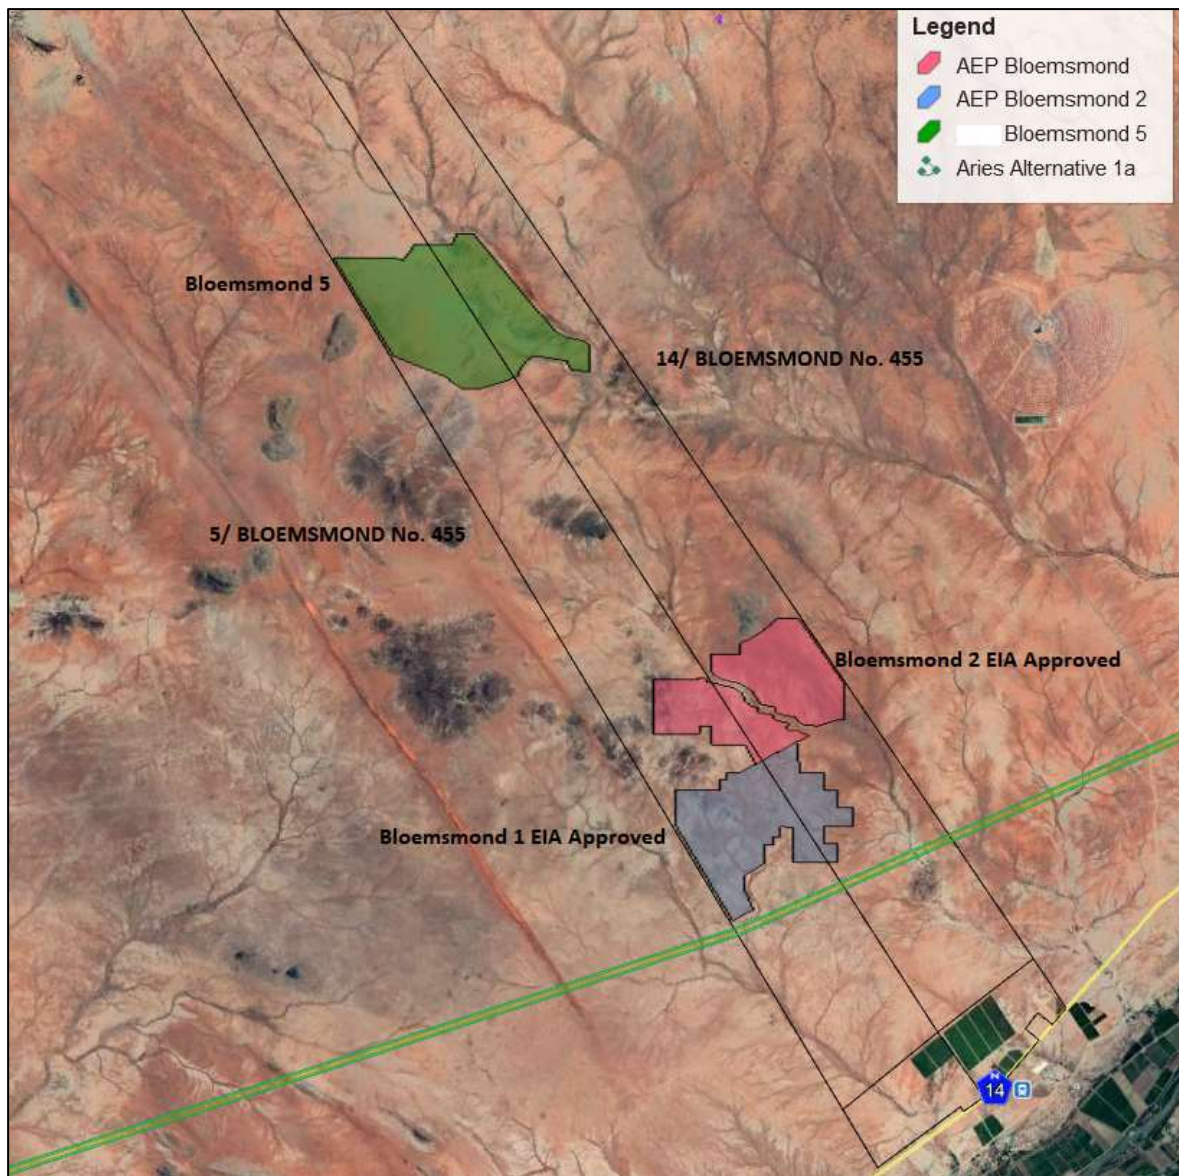 Legend
AEP Bloemsmond
AEP Bloemsmond 2
Bloemsmond 5
Aries Alternative 1a
Bloemsmond 5
14/ BLOEMSMOND No. 455
5/ BLOEMSMOND No. 455
Bloemsmond 2 EIA Approved
Bloemsmond 1 EIA Approved
N
14